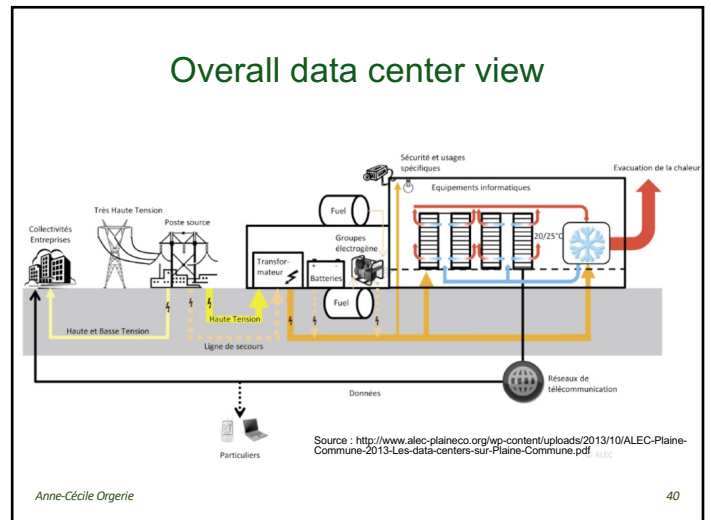 Overall data center view
Sécurité et usages
spécifiques
Evacuation de la chaleur
Equipements informatiques
Très Haute Tension
Fuel
Poste source
Collectivités
Entreprises
Groupes
électrogène
20/25°C
Transfor-
mateur
Batteries
Fuel
Haute Tension
Haute et Basse Tension
Ligne de secours
Données
Réseaux de
télécommunication
Particuliers
Source : http://www.alec-plaineco.org/wp-content/uploads/2013/10/ALEC-Plaine-
Commune-2013-Les-data-centers-sur-Plaine-Commune.pdf
ALEC
Anne-Cécile Orgerie
40